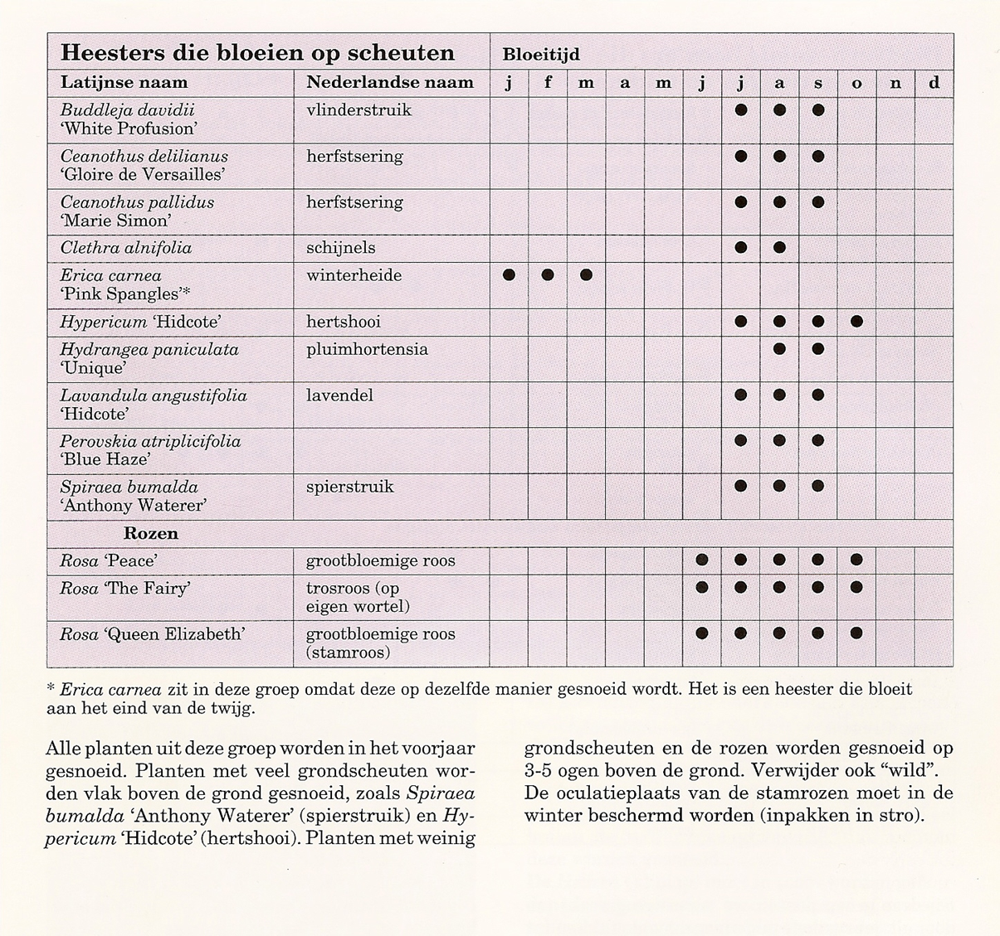 Heesters die bloeien op scheuten Bloeitijd
Latijnse naam Nederlandse naam j f m a m j j a s o n d
Buddleja davidii vlinderstruik ● ● ●
‘White Profusion’
Ceanothus delilianus herfstsering ● ● ●
‘Gloire de Versailles’
Ceanothus pallidus herfstsering ● ● ●
‘Marie Simon’
Clethra alnifolia schijnels ● ●
Erica carnea winterheide ● ● ●
‘Pink Spangles’*
Hypericum ‘Hidcote’ hertshooi ● ● ● ●
Hydrangea paniculata pluimhortensia ● ●
‘Unique’
Lavandula angustifolia lavendel ● ● ●
‘Hidcote’
Perovskia atriplicifolia ● ● ●
‘Blue Haze’
Spiraea bumalda spierstruik ● ● ●
‘Anthony Waterer’
Rozen
Rosa ‘Peace’ grootbloemige roos ● ● ● ● ●
Rosa ‘The Fairy’ trosroos (op ● ● ● ● ●
eigen wortel)
Rosa ‘Queen Elizabeth’ grootbloemige roos ● ● ● ● ●
(stamroos)
* Erica carnea zit in deze groep omdat deze op dezelfde manier gesnoeid wordt. Het is een heester die bloeit
aan het eind van de twijg.
Alle planten uit deze groep worden in het voorjaar
gesnoeid. Planten met veel grondscheuten wor-
den vlak boven de grond gesnoeid, zoals Spiraea
bumalda ‘Anthony Waterer’ (spierstruik) en Hy-
pericum ‘Hidcote’ (hertshooi). Planten met weinig
grondscheuten en de rozen worden gesnoeid op
3-5 ogen boven de grond. Verwijder ook “wild”.
De oculatieplaats van de stamrozen moet in de
winter beschermd worden (inpakken in stro).